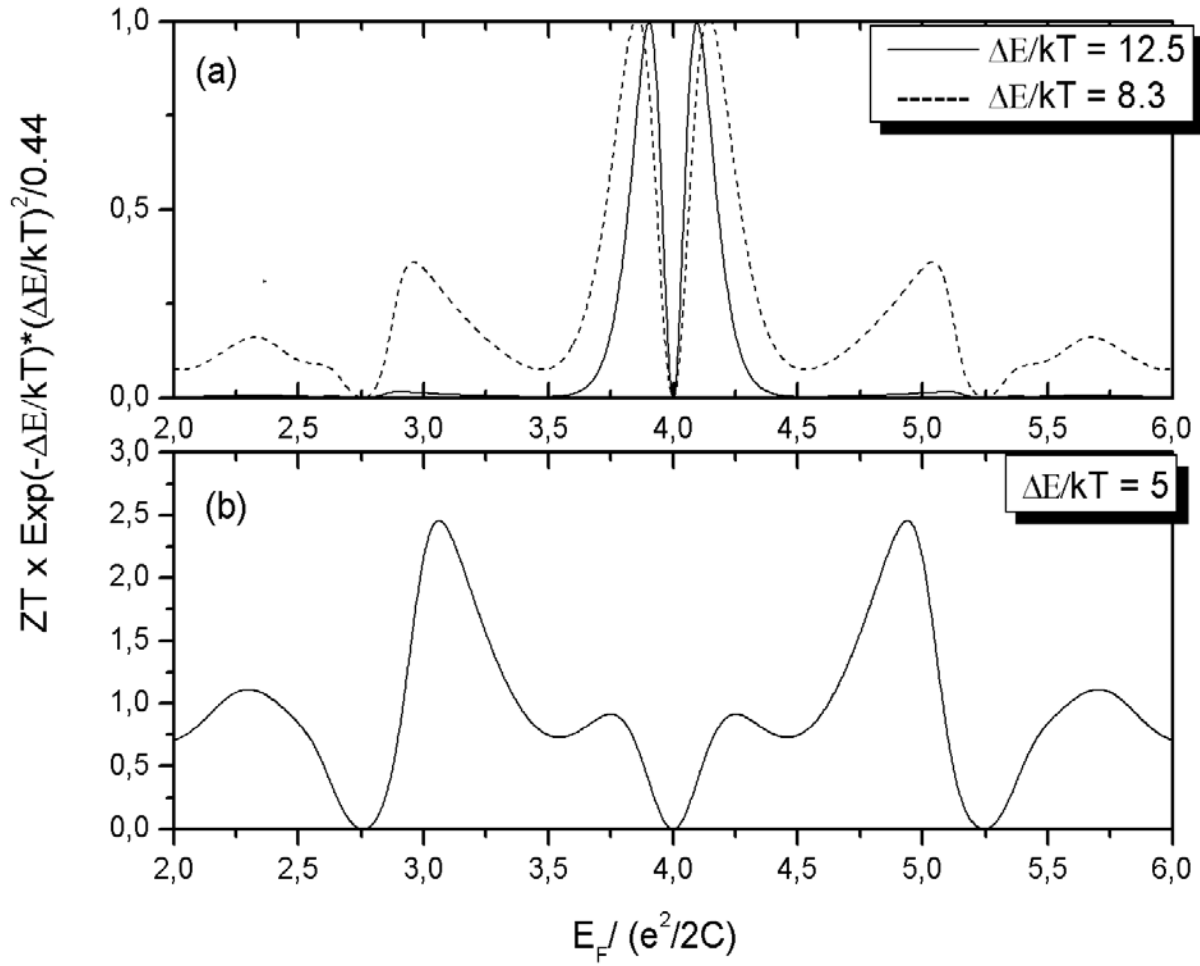 ZT x Exp(-ΔE/kT)*(ΔE/kT)²/0.44
(a)
ΔE/kT = 12.5
ΔE/kT = 8.3
1,0
0,5
0,0
2,0 2,5 3,0 3,5 4,0 4,5 5,0 5,5 6,0
(b)
ΔE/kT = 5
3,0
2,5
2,0
1,5
1,0
0,5
0,0
2,0 2,5 3,0 3,5 4,0 4,5 5,0 5,5 6,0
E_F/ (e²/2C)